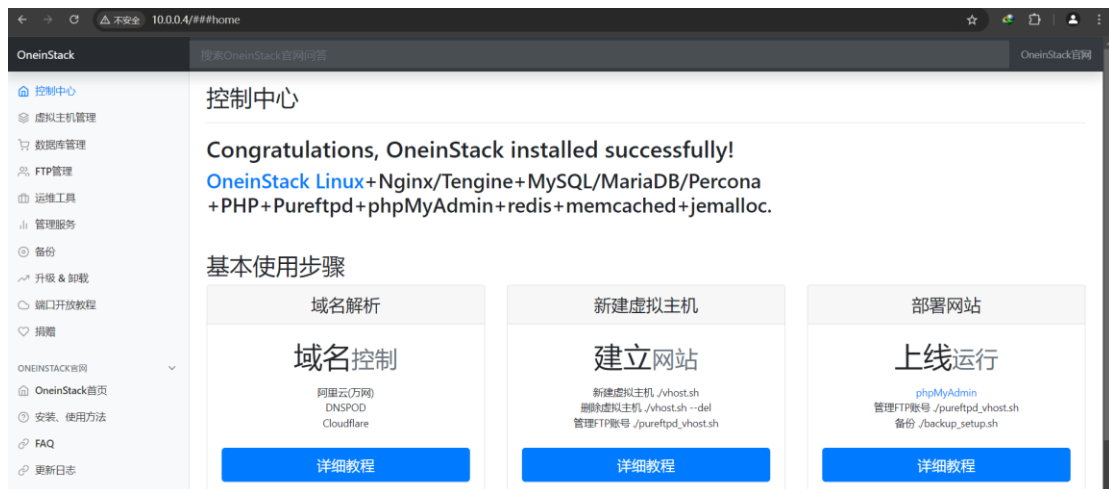 不安全 10.0.0.4/###home
OneinStack
搜索OneinStack官网问答
OneinStack官网
控制中心
虚拟主机管理
数据库管理
FTP管理
运维工具
管理服务
备份
升级 & 卸载
端口开放教程
捐赠
ONEINSTACK官网
OneinStack首页
安装、使用方法
FAQ
更新日志
控制中心
Congratulations, OneinStack installed successfully!
OneinStack Linux+Nginx/Tengine+MySQL/MariaDB/Percona
+PHP+Pureftpd+phpMyAdmin+redis+memcached+jemalloc.
基本使用步骤
域名解析
域名控制
阿里云(万网)
DNSPOD
Cloudflare
详细教程
新建虚拟主机
建立网站
新建虚拟主机 ./vhost.sh
删除虚拟主机 ./vhost.sh --del
管理FTP账号 ./pureftpd_vhost.sh
详细教程
部署网站
上线运行
phpMyAdmin
管理FTP账号 ./pureftpd_vhost.sh
备份 ./backup_setup.sh
详细教程